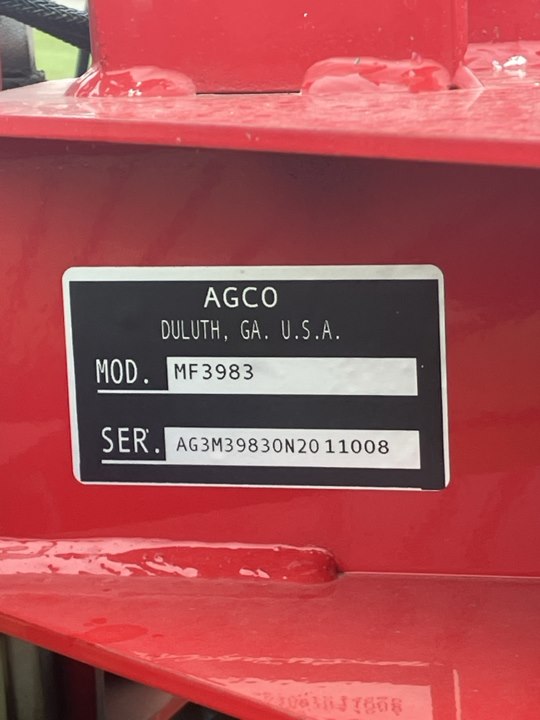 AGCO
DULUTH, GA. U.S.A.
MOD. MF3983
SER. AG3M39830N2011008